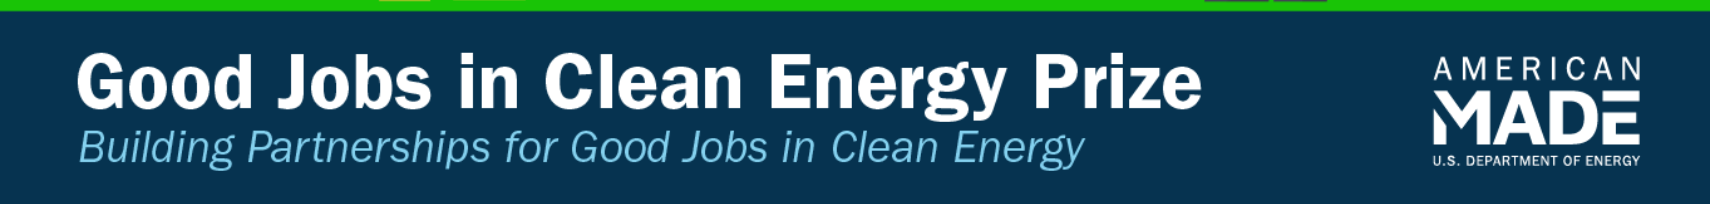 Good Jobs in Clean Energy Prize
Building Partnerships for Good Jobs in Clean Energy
AMERICAN
MADE
U.S. DEPARTMENT OF ENERGY